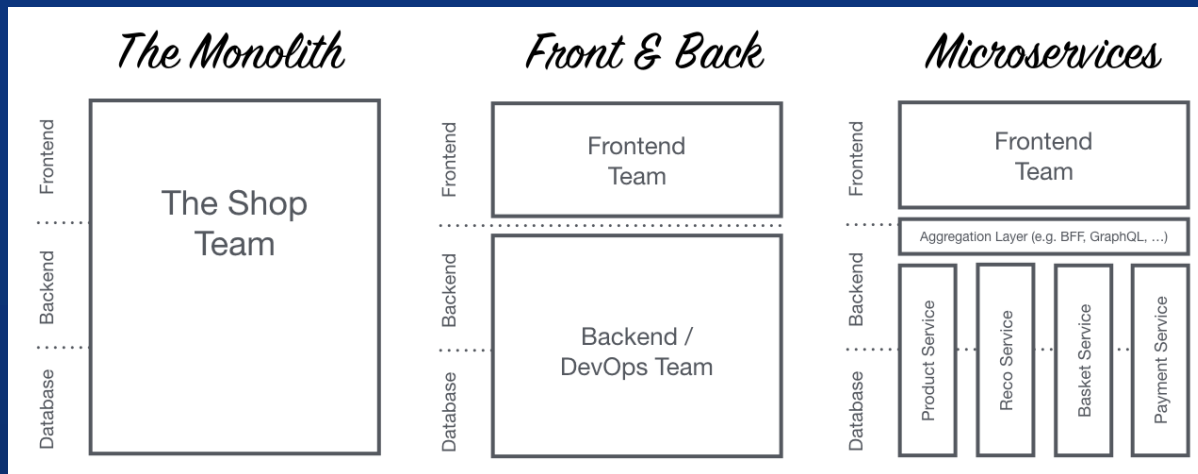 The Monolith
Frontend
Backend
Database
The Shop
Team
Front & Back
Frontend
Backend
Database
Frontend
Team
Backend /
DevOps Team
Microservices
Frontend
Backend
Database
Frontend
Team
Aggregation Layer (e.g. BFF, GraphQL, ...)
Product Service
Reco Service
Basket Service
Payment Service